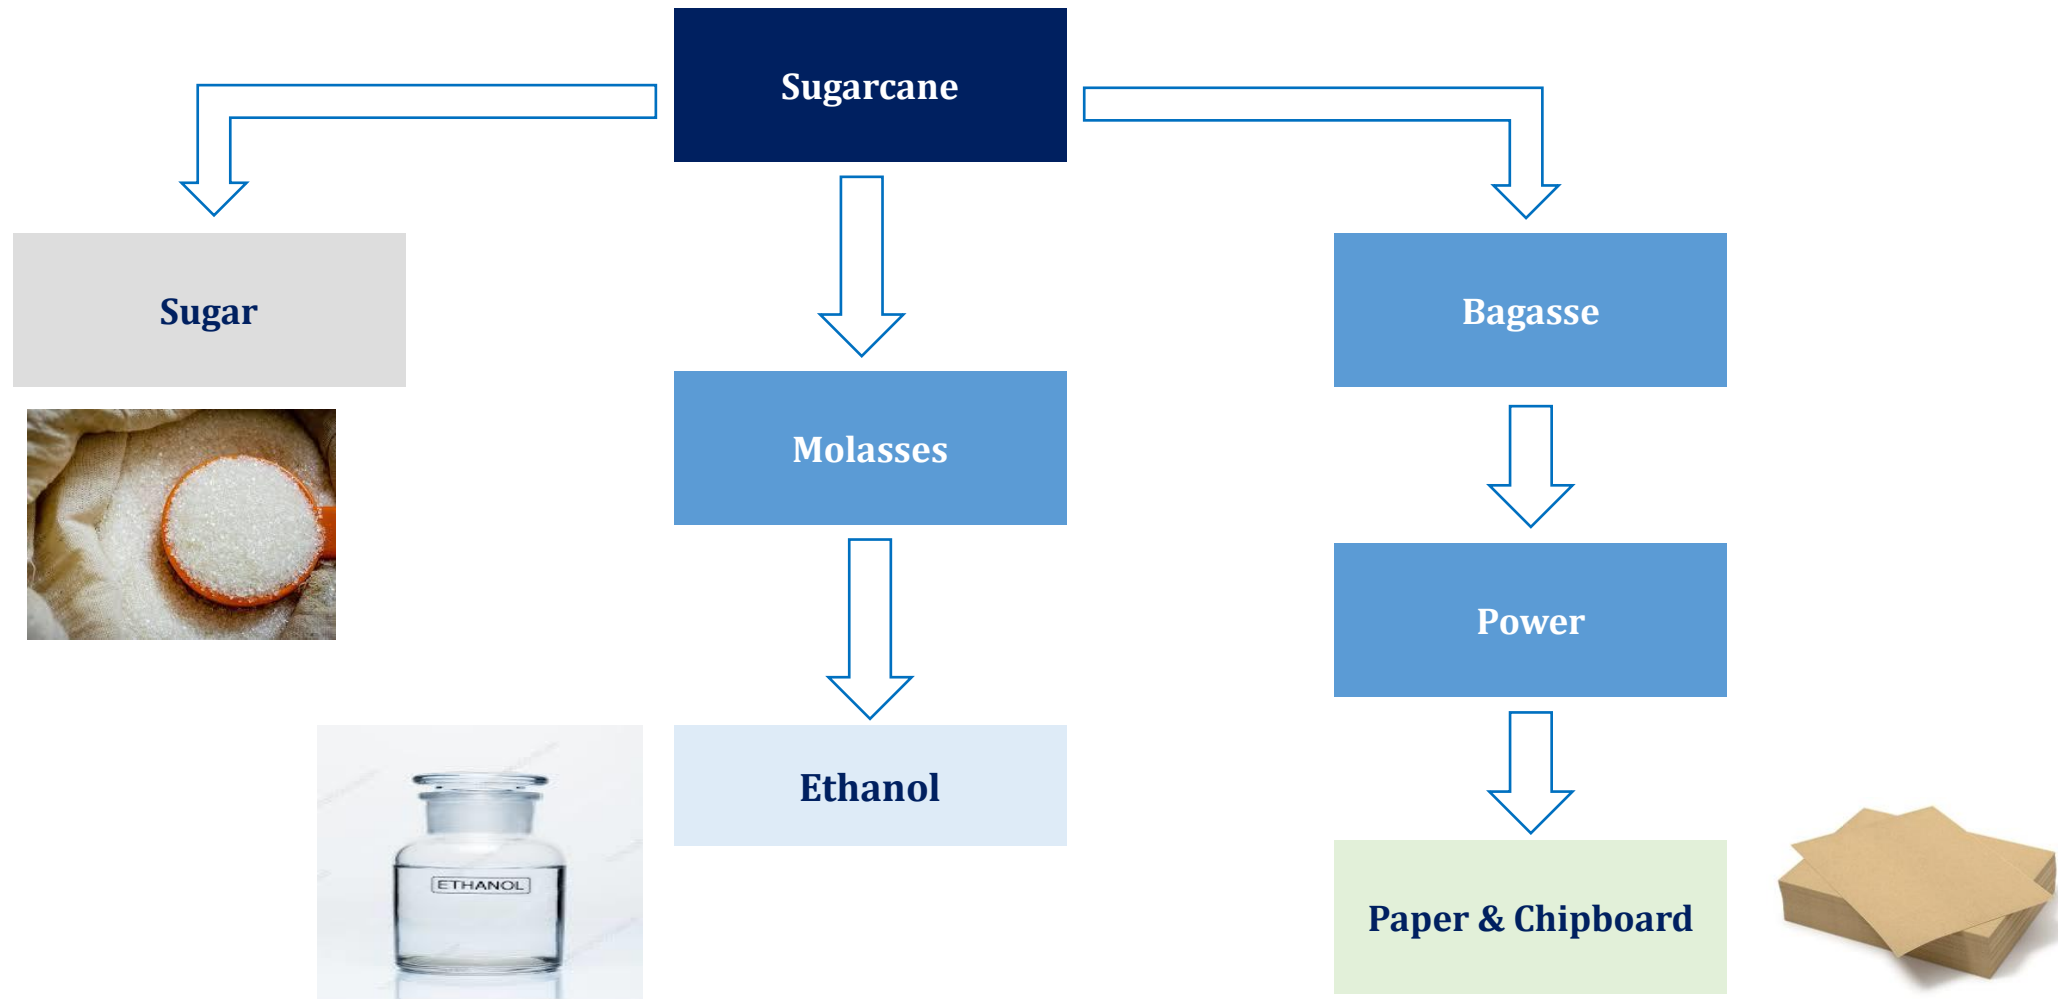 Sugarcane
Sugar
Bagasse
Molasses
Power
Ethanol
ETHANOL
Paper & Chipboard